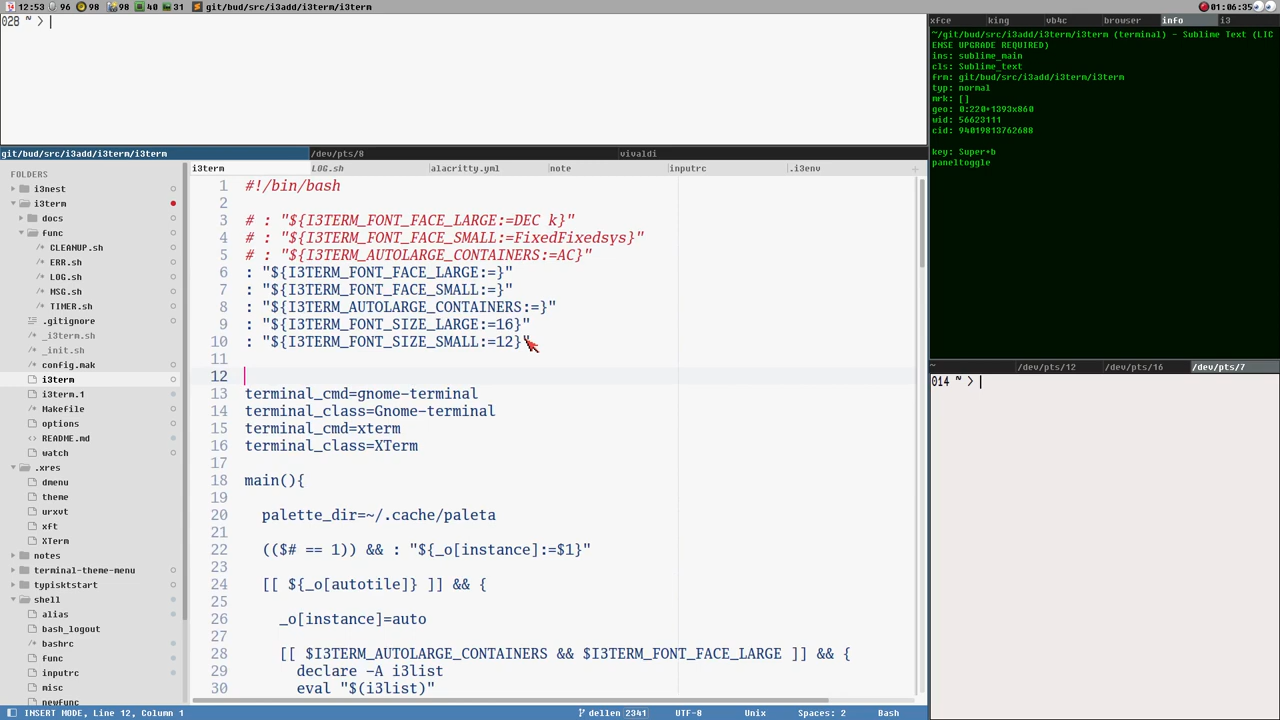 12:53 96 98 98 40 31 git/bud/src/i3add/i3term/i3term 01:06:35
028 ~ >
xfce king vb4c browser info i3
~/git/bud/src/i3add/i3term/i3term (terminal) - Sublime Text (LIC
ENSE UPGRADE REQUIRED)
ins: sublime_main
cls: Sublime_text
frm: git/bud/src/i3add/i3term/i3term
typ: normal
mrk: []
geo: 0:220+1393x860
wid: 56623111
cid: 94019813762688
key: Super+b
paneltoggle
~ /dev/pts/12 /dev/pts/16 /dev/pts/7
014 ~ >
git/bud/src/i3add/i3term/i3term /dev/pts/8 vivaldi
i3term LOG.sh alacritty.yml note inputrc .i3env +
FOLDERS
i3nest
i3term
docs
func
/* CLEANUP.sh
/* ERR.sh
/* LOG.sh
/* MSG.sh
/* TIMER.sh
.gitignore
/* _i3term.sh
/* _init.sh
config.mak
i3term
i3term.1
Makefile
options
<> README.md
watch
.xres
dmenu
theme
urxvt
xft
XTerm
notes
terminal-theme-menu
typisktstart
shell
alias
bash_logout
/* bashrc
func
inputrc
misc
newfunc
1 #!/bin/bash
2
3 # : "${I3TERM_FONT_FACE_LARGE:=DEC k}"
4 # : "${I3TERM_FONT_FACE_SMALL:=FixedFixedsys}"
5 # : "${I3TERM_AUTOLARGE_CONTAINERS:=AC}"
6 : "${I3TERM_FONT_FACE_LARGE:=}"
7 : "${I3TERM_FONT_FACE_SMALL:=}"
8 : "${I3TERM_AUTOLARGE_CONTAINERS:=}"
9 : "${I3TERM_FONT_SIZE_LARGE:=16}"
10 : "${I3TERM_FONT_SIZE_SMALL:=12}"
11
12
13 terminal_cmd=gnome-terminal
14 terminal_class=Gnome-terminal
15 terminal_cmd=xterm
16 terminal_class=XTerm
17
18 main(){
19
20 palette_dir=~/.cache/paleta
21
22 (($# == 1)) && : "${_o[instance]:=$1}"
23
24 [[ ${_o[autotile]} ]] && {
25
26 _o[instance]=auto
27
28 [[ $I3TERM_AUTOLARGE_CONTAINERS && $I3TERM_FONT_FACE_LARGE ]] && {
29 declare -A i3list
30 eval "$(i3list)"
INSERT MODE, Line 12, Column 1 dellen 2341 UTF-8 Unix Spaces: 2 Bash